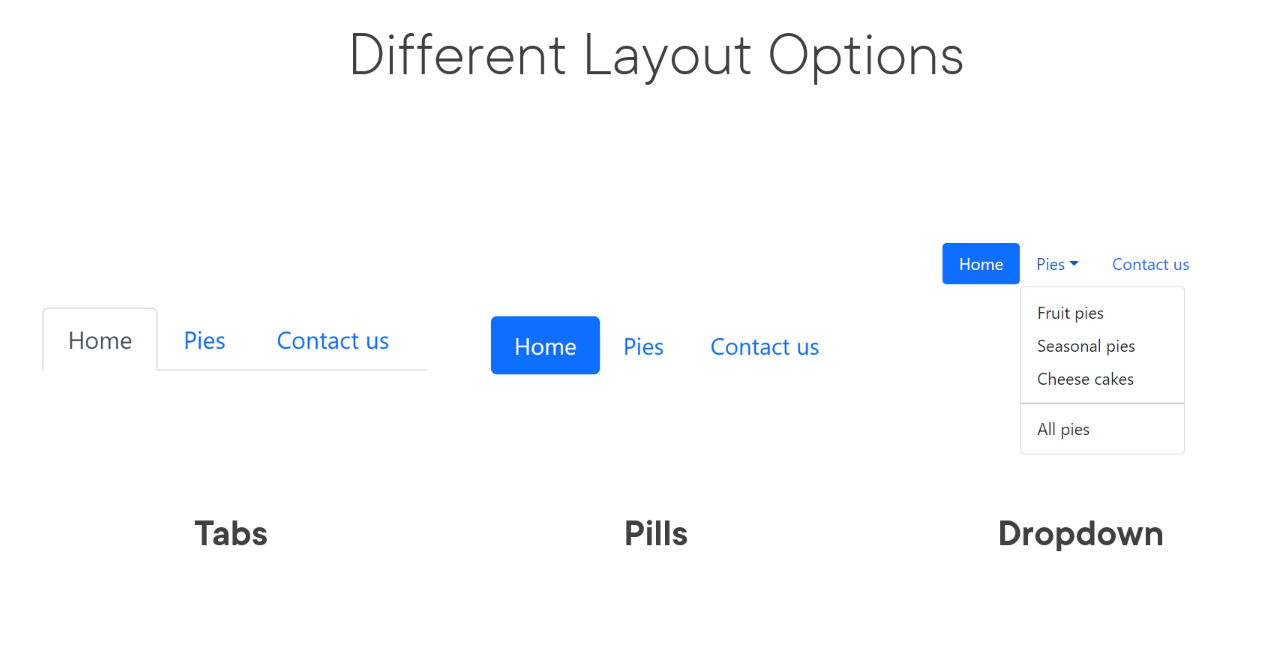 Different Layout Options
Home Pies Contact us
Home Pies Contact us
Home Pies Contact us
Fruit pies
Seasonal pies
Cheese cakes
All pies
Tabs
Pills
Dropdown